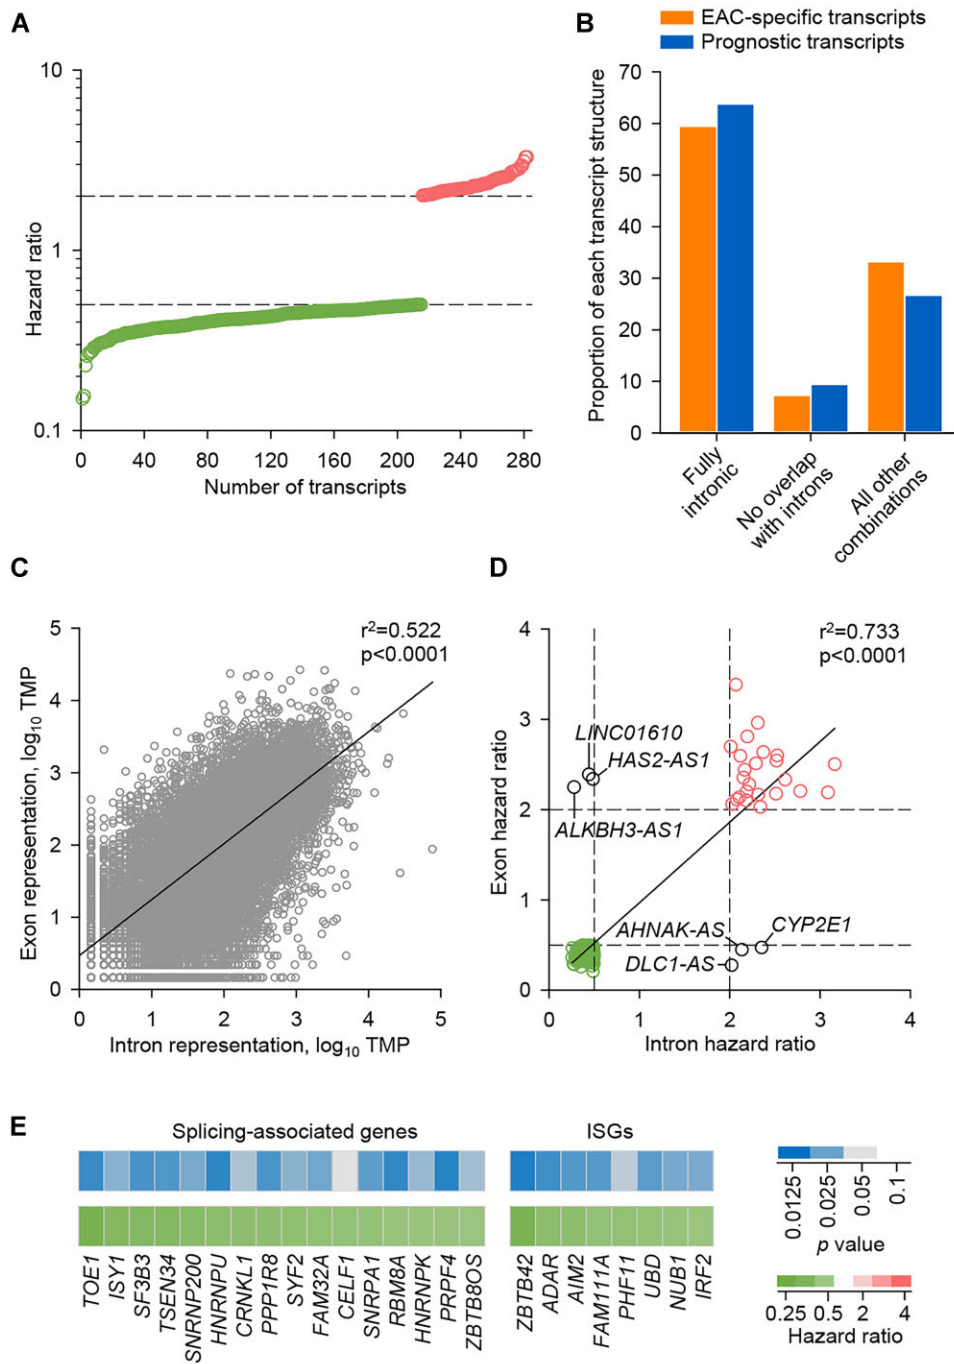 A
Hazard ratio
10
1
0.1
0 40 80 120 160 200 240 280
Number of transcripts
B
EAC-specific transcripts
Prognostic transcripts
Proportion of each transcript structure
70
60
50
40
30
20
10
0
Fully intronic
No overlap with introns
All other combinations
C
Exon representation, log10 TMP
5
4
3
2
1
0
r2=0.522
p<0.0001
0 1 2 3 4 5
Intron representation, log10 TMP
D
Exon hazard ratio
4
3
2
1
0
r2=0.733
p<0.0001
LINC01610
HAS2-AS1
ALKBH3-AS1
AHNAK-AS
CYP2E1
DLC1-AS
0 1 2 3 4
Intron hazard ratio
E
Splicing-associated genes
ISGs
TOE1
ISY1
SF3B3
TSEN34
SNRNP200
HNRNPU
CRNKL1
PPP1R8
SYF2
FAM32A
CELF1
SNRPA1
RBM8A
HNRNPK
PRPF4
ZBTB8OS
ZBTB42
ADAR
AIM2
FAM111A
PHF11
UBD
NUB1
IRF2
0.0125
0.025
0.05
0.1
p value
0.25 0.5 2 4
Hazard ratio